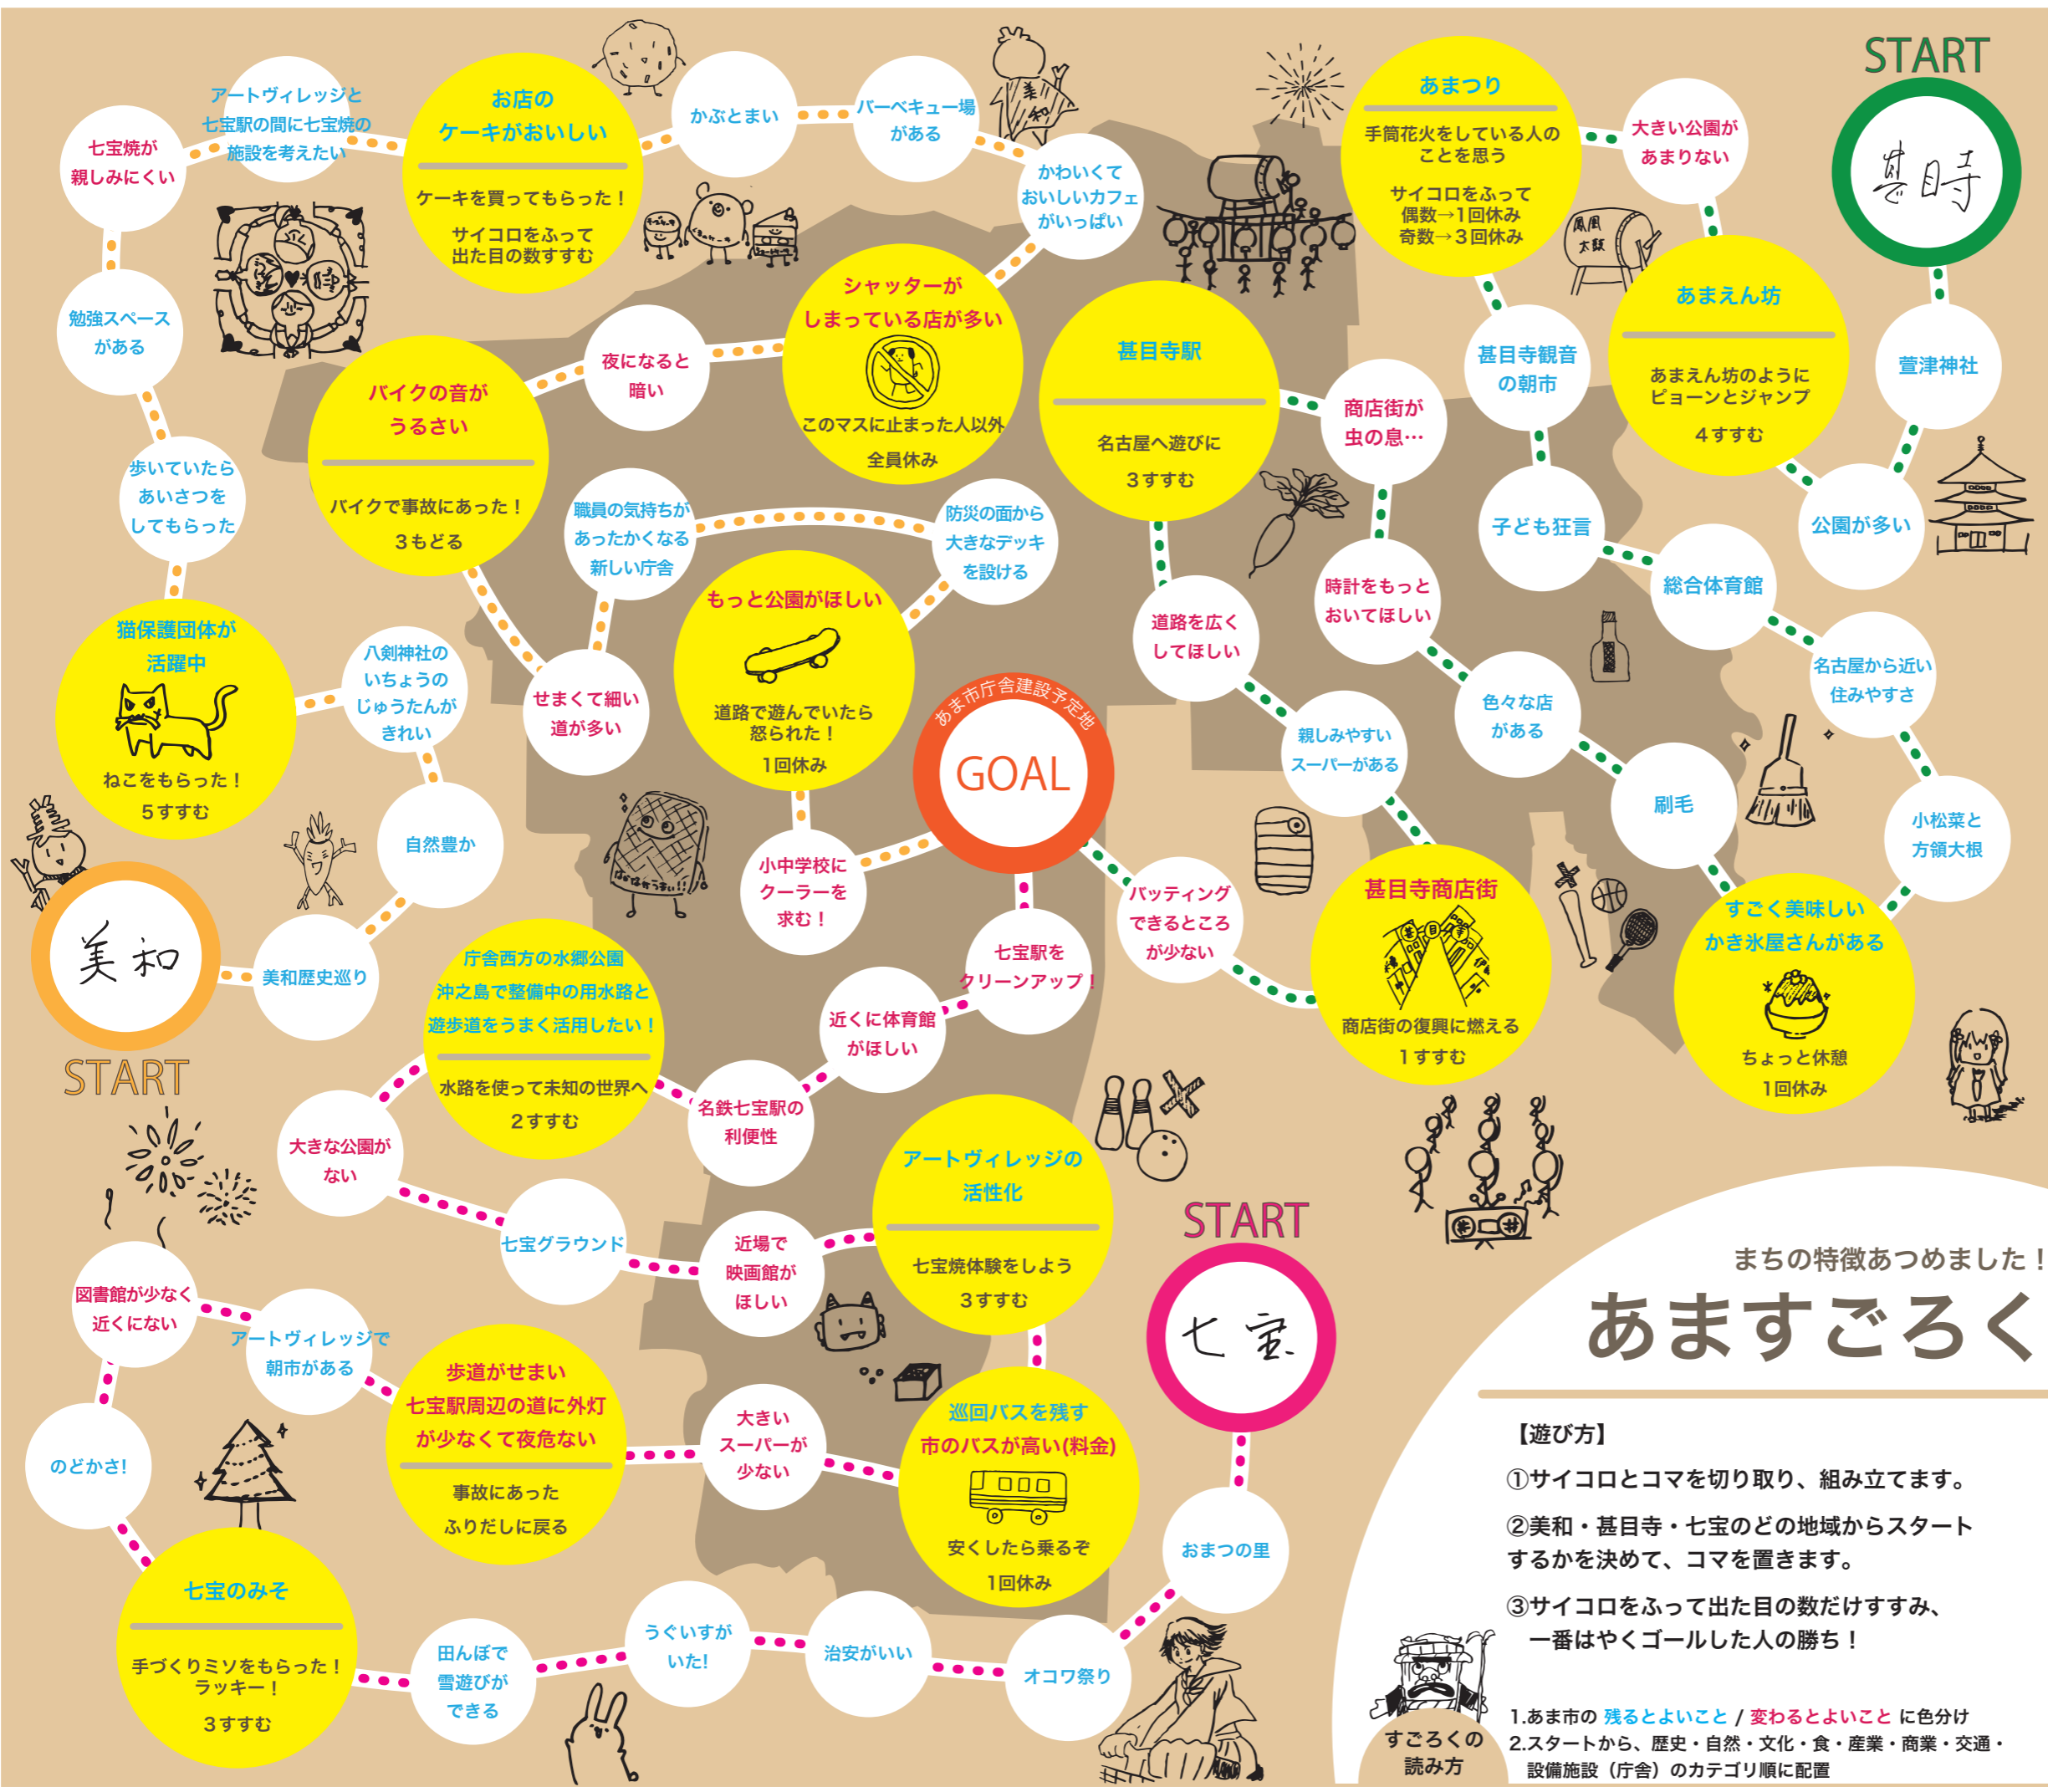 START
甚目寺
萱津神社
公園が多い
あまえん坊
あまえん坊のように
ピョーンとジャンプ
4すすむ
大きい公園が
あまりない
あまつり
手筒花火をしている人の
ことを思う
サイコロをふって
偶数→1回休み
奇数→3回休み
甚目寺観音
の朝市
子ども狂言
総合体育館
名古屋から近い
住みやすさ
小松菜と
方領大根
すごく美味しい
かき氷屋さんがある
ちょっと休憩
1回休み
刷毛
色々な店
がある
時計をもっと
おいてほしい
商店街が
虫の息…
甚目寺駅
名古屋へ遊びに
3すすむ
道路を広く
してほしい
親しみやすい
スーパーがある
甚目寺商店街
甚
目
寺
商店街の復興に燃える
1すすむ
バッティング
できるところ
が少ない
あま市庁舎建設予定地
GOAL
START
美和
美和歴史巡り
自然豊か
八剣神社の
いちょうの
じゅうたんが
きれい
猫保護団体が
活躍中
ねこをもらった！
5すすむ
歩いていたら
あいさつを
してもらった
勉強スペース
がある
七宝焼が
親しみにくい
アートヴィレッジと
七宝駅の間に七宝焼の
施設を考えたい
お店の
ケーキがおいしい
ケーキを買ってもらった！
サイコロをふって
出た目の数すすむ
かぶとまい
バーベキュー場
がある
かわいくて
おいしいカフェ
がいっぱい
シャッターが
しまっている店が多い
このマスに止まった人以外
全員休み
夜になると
暗い
バイクの音が
うるさい
バイクで事故にあった！
3もどる
せまくて細い
道が多い
職員の気持ちが
あったかくなる
新しい庁舎
防災の面から
大きなデッキ
を設ける
もっと公園がほしい
道路で遊んでいたら
怒られた！
1回休み
小中学校に
クーラーを
求む！
START
七宝
おまつの里
オコワ祭り
治安がいい
うぐいすが
いた!
田んぼで
雪遊びが
できる
七宝のみそ
手づくりミソをもらった！
ラッキー！
3すすむ
のどかさ!
図書館が少なく
近くにない
アートヴィレッジで
朝市がある
歩道がせまい
七宝駅周辺の道に外灯
が少なくて夜危ない
事故にあった
ふりだしに戻る
大きい
スーパーが
少ない
巡回バスを残す
市のバスが高い(料金)
安くしたら乗るぞ
1回休み
アートヴィレッジの
活性化
七宝焼体験をしよう
3すすむ
近場で
映画館が
ほしい
七宝グラウンド
大きな公園が
ない
庁舎西方の水郷公園
沖之島で整備中の用水路と
遊歩道をうまく活用したい！
水路を使って未知の世界へ
2すすむ
名鉄七宝駅の
利便性
近くに体育館
がほしい
七宝駅を
クリーンアップ！
美和
鳳凰
太鼓
まちの特徴あつめました！
あますごろく
【遊び方】
①サイコロとコマを切り取り、組み立てます。
②美和・甚目寺・七宝のどの地域からスタート
するかを決めて、コマを置きます。
③サイコロをふって出た目の数だけすすみ、
一番はやくゴールした人の勝ち！
すごろくの
読み方
1.あま市の 残るとよいこと / 変わるとよいこと に色分け
2.スタートから、歴史・自然・文化・食・産業・商業・交通・
設備施設（庁舎）のカテゴリ順に配置